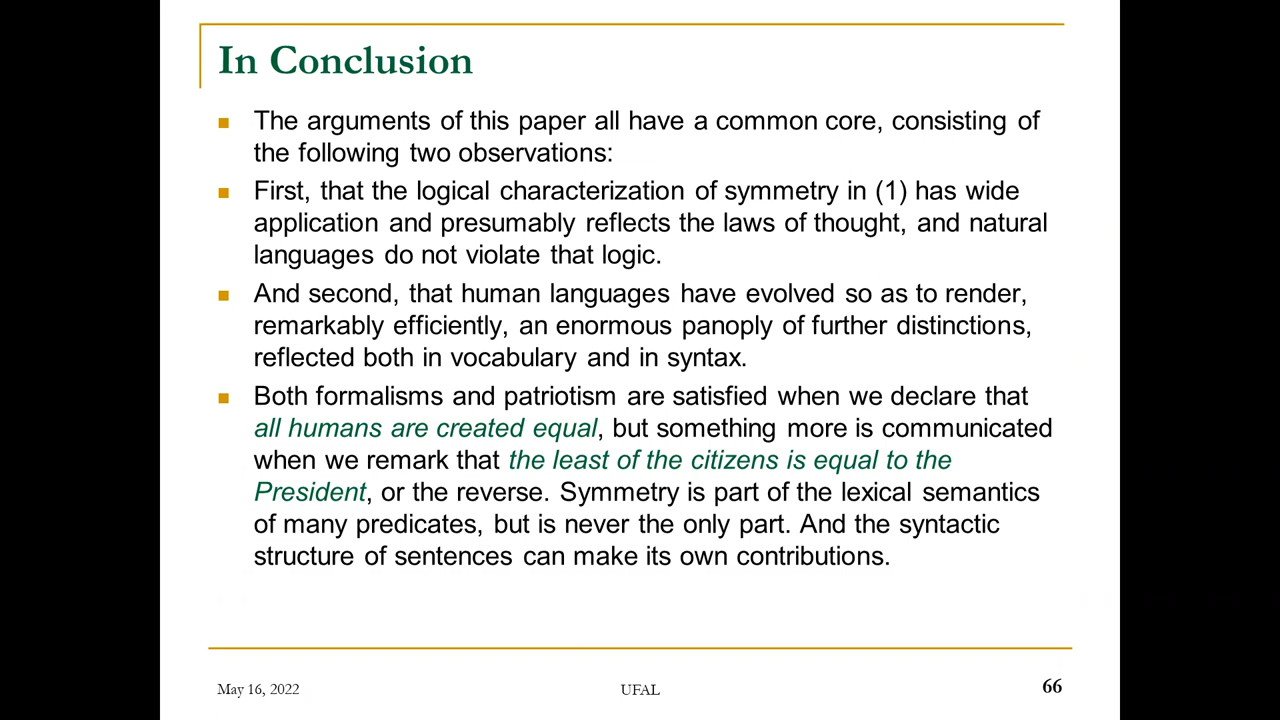 In Conclusion
The arguments of this paper all have a common core, consisting of
the following two observations:
First, that the logical characterization of symmetry in (1) has wide
application and presumably reflects the laws of thought, and natural
languages do not violate that logic.
And second, that human languages have evolved so as to render,
remarkably efficiently, an enormous panoply of further distinctions,
reflected both in vocabulary and in syntax.
Both formalisms and patriotism are satisfied when we declare that
all humans are created equal, but something more is communicated
when we remark that the least of the citizens is equal to the
President, or the reverse. Symmetry is part of the lexical semantics
of many predicates, but is never the only part. And the syntactic
structure of sentences can make its own contributions.
May 16, 2022
UFAL
66